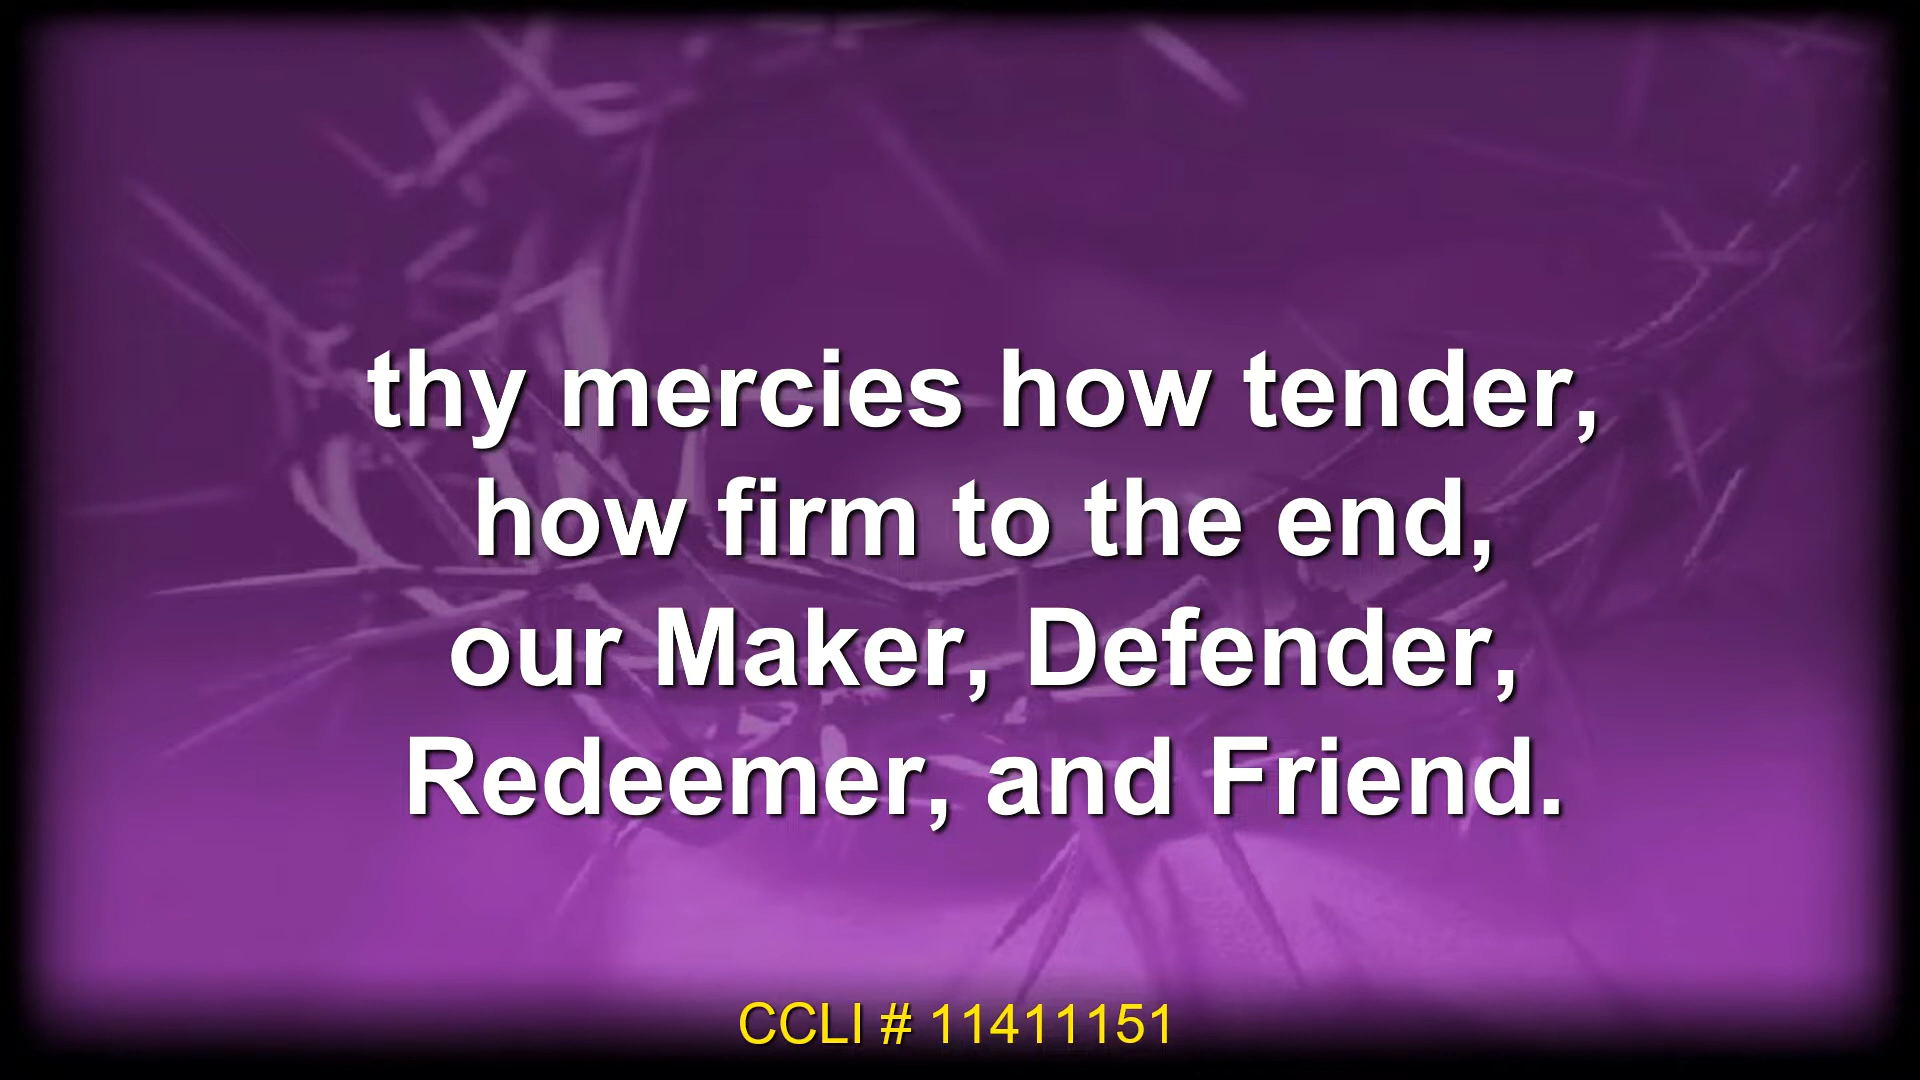 thy mercies how tender,
how firm to the end,
our Maker, Defender,
Redeemer, and Friend.
CCLI # 11411151